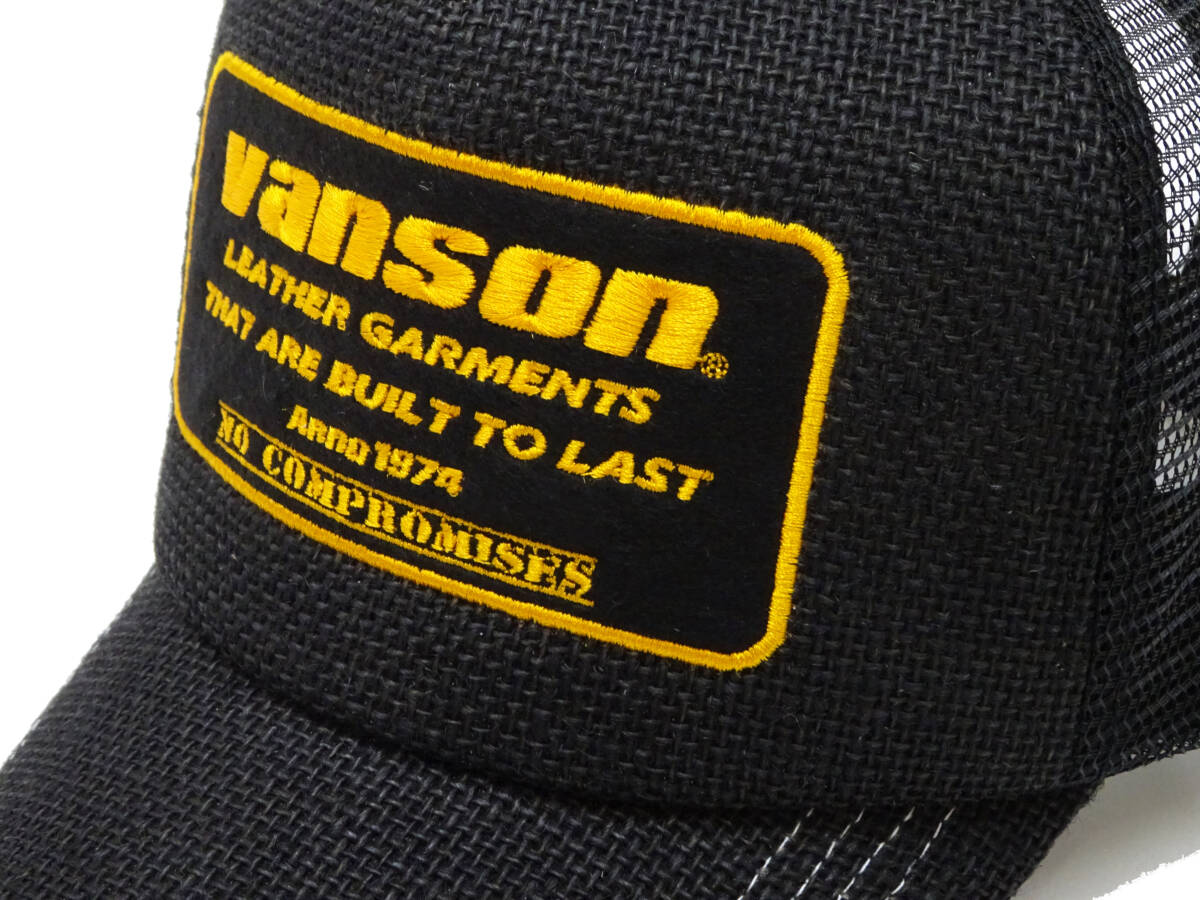 vanson®
LEATHER GARMENTS
THAT ARE BUILT TO LAST
Anno 1974
NO COMPROMISES